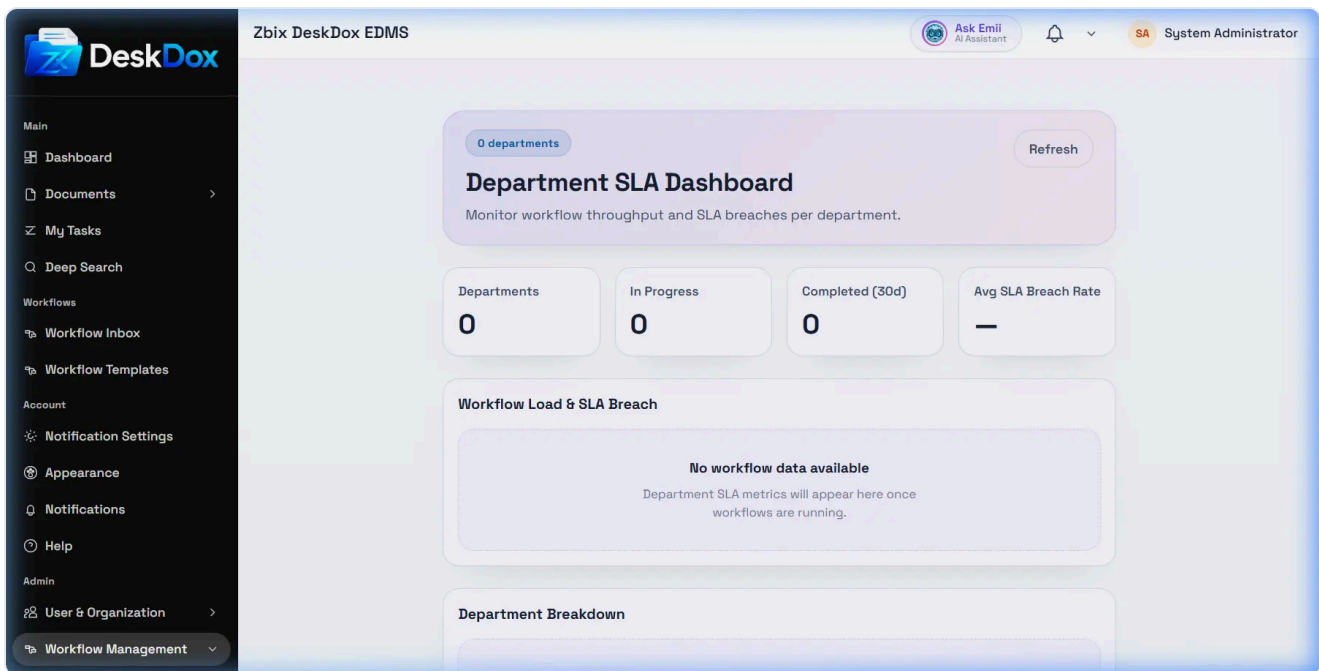 DeskDox
Main
Dashboard
Documents
My Tasks
Deep Search
Workflows
Workflow Inbox
Workflow Templates
Account
Notification Settings
Appearance
Notifications
Help
Admin
User & Organization
Workflow Management
Zbix DeskDox EDMS
Ask Emii
AI Assistant
SA System Administrator
0 departments
Refresh
Department SLA Dashboard
Monitor workflow throughput and SLA breaches per department.
Departments
0
In Progress
0
Completed (30d)
0
Avg SLA Breach Rate
—
Workflow Load & SLA Breach
No workflow data available
Department SLA metrics will appear here once
workflows are running.
Department Breakdown